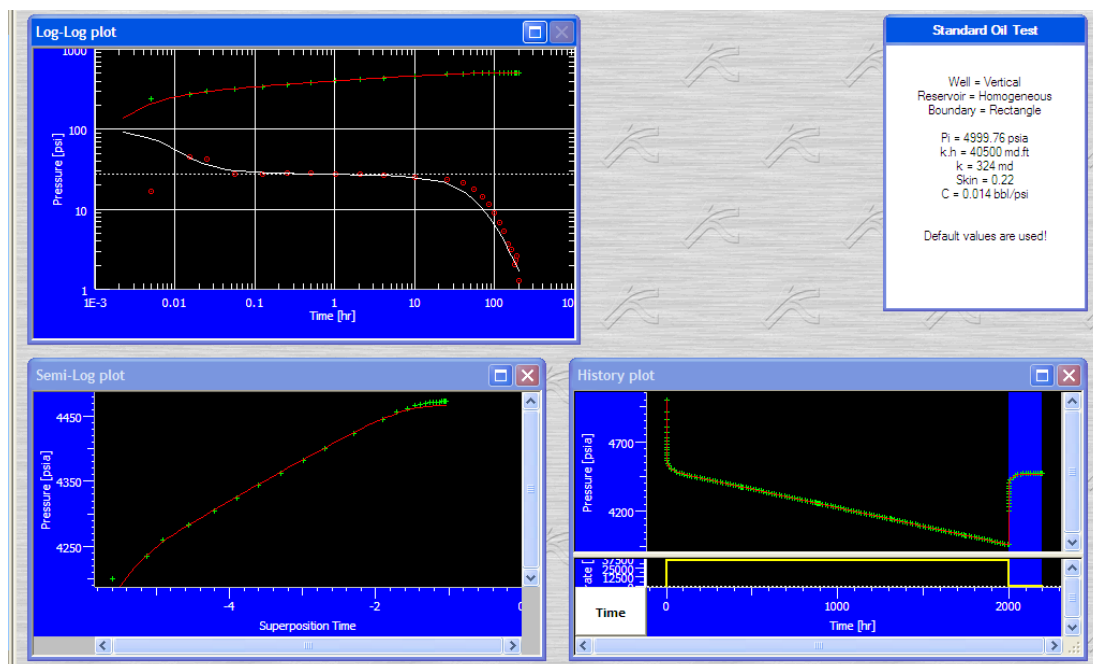 Log-Log plot
1000
100
10
1
Pressure [psi]
1E-3
0.01
0.1
1
10
100
Time [hr]
Standard Oil Test
Well = Vertical
Reservoir = Homogeneous
Boundary = Rectangle
Pi = 4999.76 psia
k.h = 40500 md.ft
k = 324 md
Skin = 0.22
C = 0.014 bbl/psi
Default values are used!
Semi-Log plot
4450
4350
4250
Pressure [psia]
-4
-2
Superposition Time
History plot
4700
4200
Pressure [psia]
37500
25000
12500
Time
0
1000
2000
Time [hr]